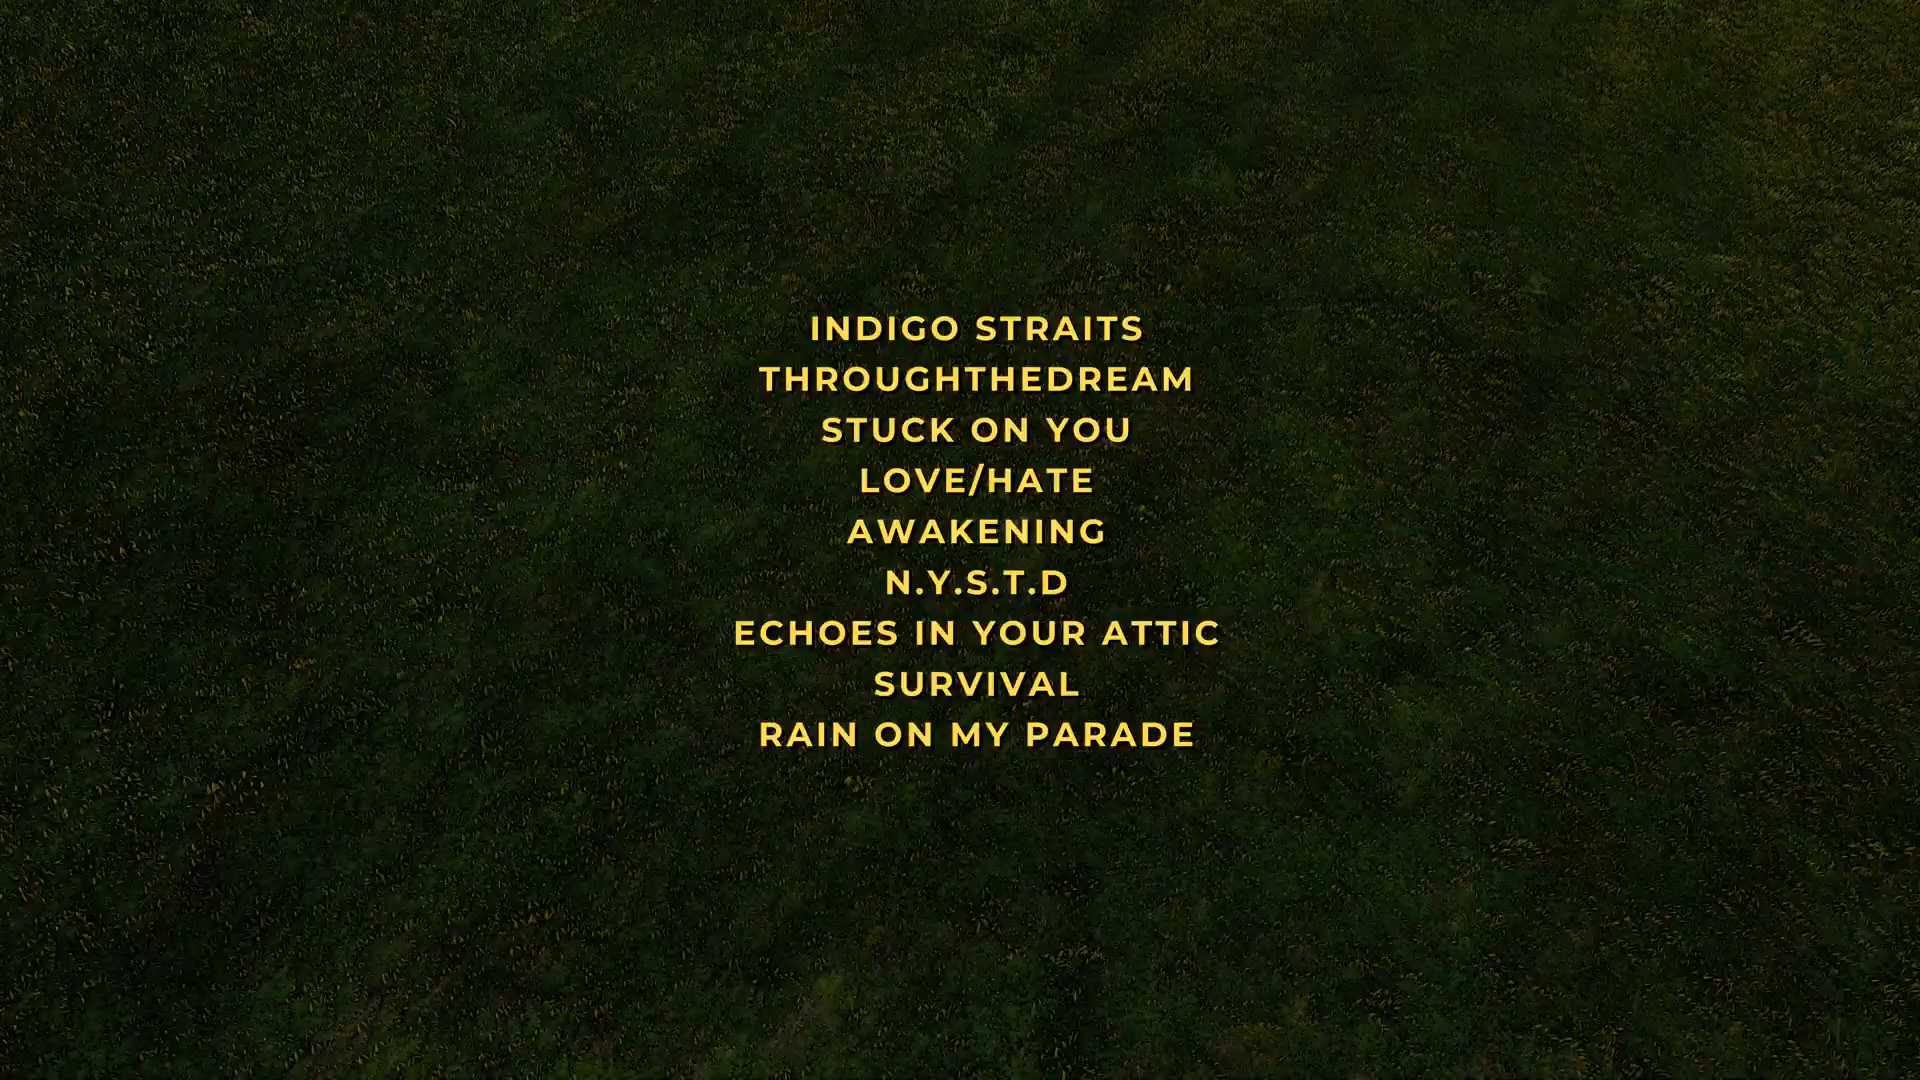 INDIGO STRAITS
THROUGHTHEDREAM
STUCK ON YOU
LOVE/HATE
AWAKENING
N.Y.S.T.D
ECHOES IN YOUR ATTIC
SURVIVAL
RAIN ON MY PARADE